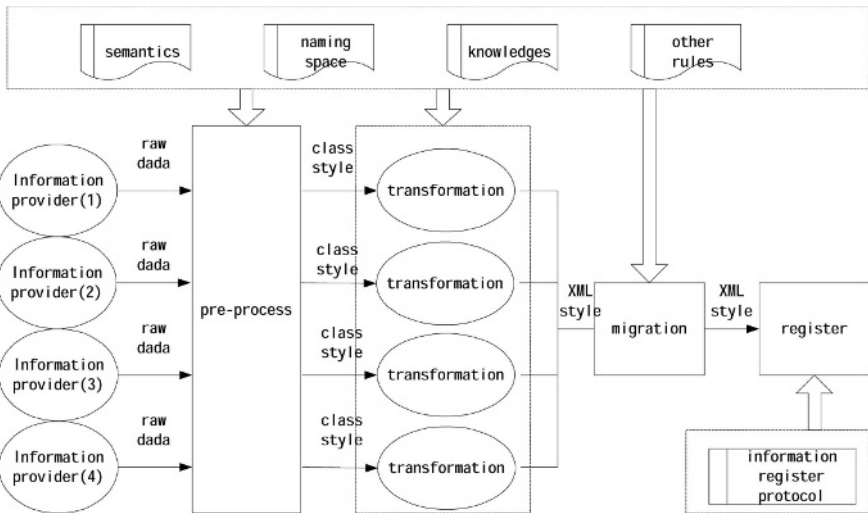 semantics
naming
space
knowledges
other
rules
raw
dada
class
style
Information
provider(1)
transformation
raw
dada
class
style
Information
provider(2)
transformation
pre-process
XML
style
migration
XML
style
register
raw
dada
class
style
Information
provider(3)
transformation
raw
dada
class
style
Information
provider(4)
transformation
information
register
protocol